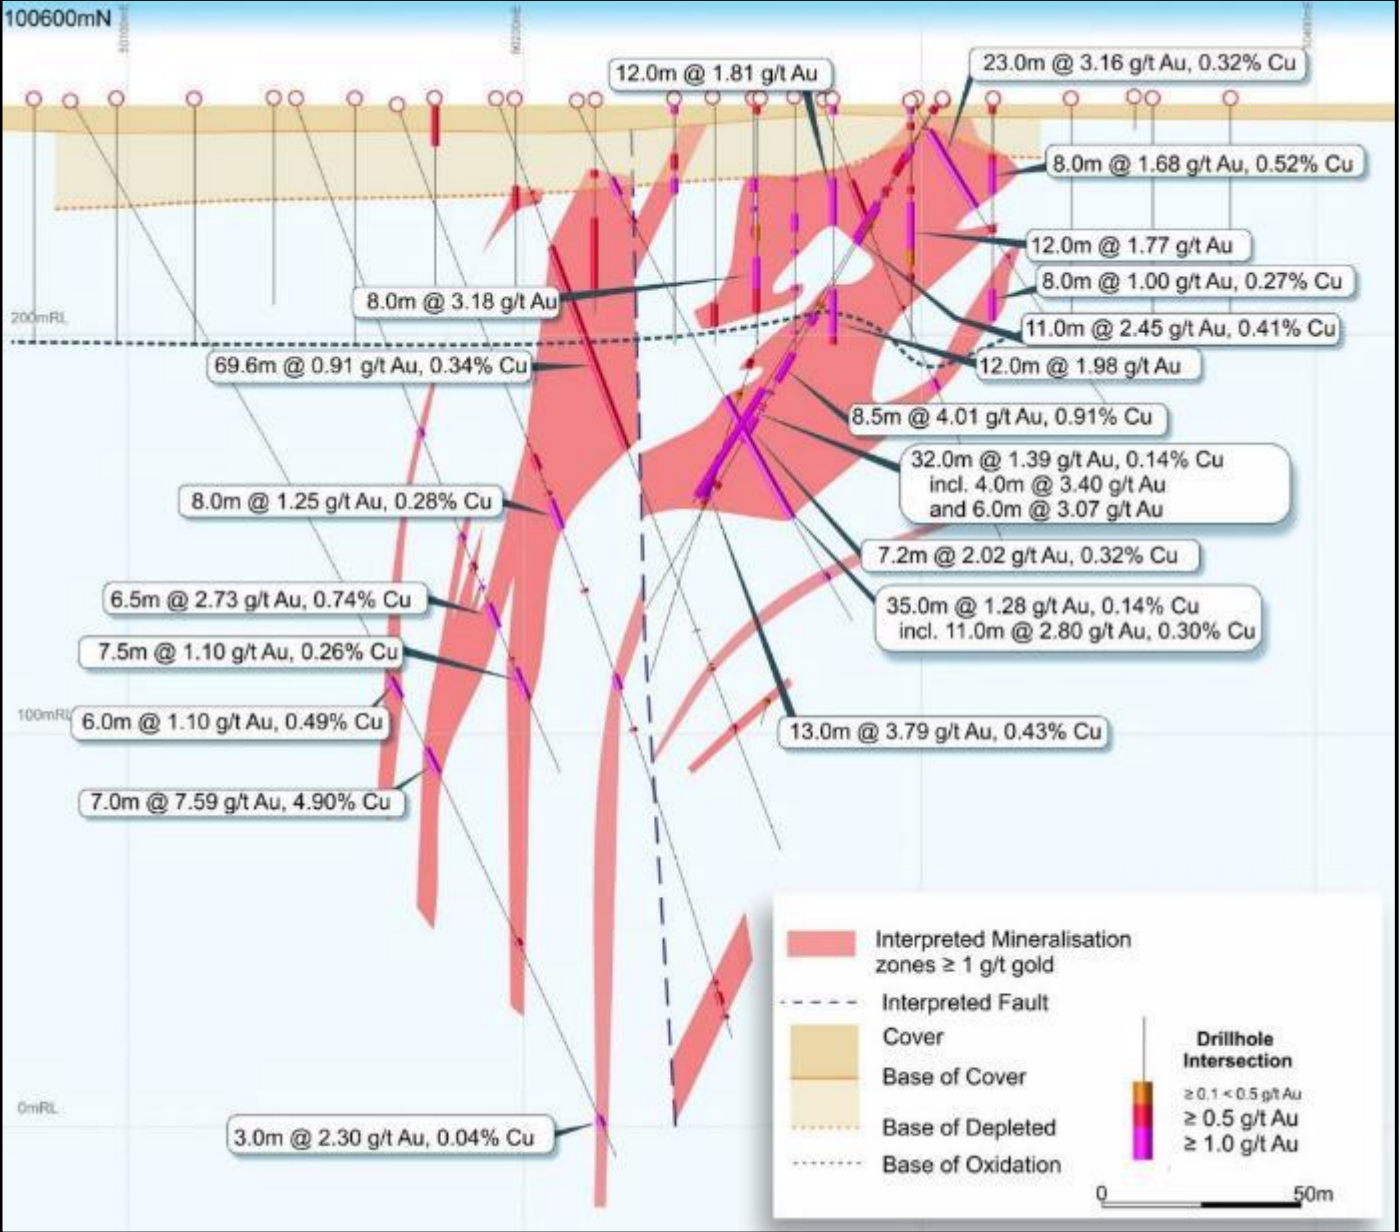 100600mN
12.0m @ 1.81 g/t Au
23.0m @ 3.16 g/t Au, 0.32% Cu
8.0m @ 1.68 g/t Au, 0.52% Cu
12.0m @ 1.77 g/t Au
8.0m @ 1.00 g/t Au, 0.27% Cu
8.0m @ 3.18 g/t Au
200mRL
11.0m @ 2.45 g/t Au, 0.41% Cu
69.6m @ 0.91 g/t Au, 0.34% Cu
12.0m @ 1.98 g/t Au
8.5m @ 4.01 g/t Au, 0.91% Cu
32.0m @ 1.39 g/t Au, 0.14% Cu
incl. 4.0m @ 3.40 g/t Au
and 6.0m @ 3.07 g/t Au
8.0m @ 1.25 g/t Au, 0.28% Cu
7.2m @ 2.02 g/t Au, 0.32% Cu
6.5m @ 2.73 g/t Au, 0.74% Cu
35.0m @ 1.28 g/t Au, 0.14% Cu
incl. 11.0m @ 2.80 g/t Au, 0.30% Cu
7.5m @ 1.10 g/t Au, 0.26% Cu
100mRL
6.0m @ 1.10 g/t Au, 0.49% Cu
13.0m @ 3.79 g/t Au, 0.43% Cu
7.0m @ 7.59 g/t Au, 4.90% Cu
0mRL
3.0m @ 2.30 g/t Au, 0.04% Cu
Interpreted Mineralisation
zones ≥ 1 g/t gold
Interpreted Fault
Cover
Base of Cover
Base of Depleted
Base of Oxidation
Drillhole
Intersection
≥ 0.1 < 0.5 g/t Au
≥ 0.5 g/t Au
≥ 1.0 g/t Au
0 50m